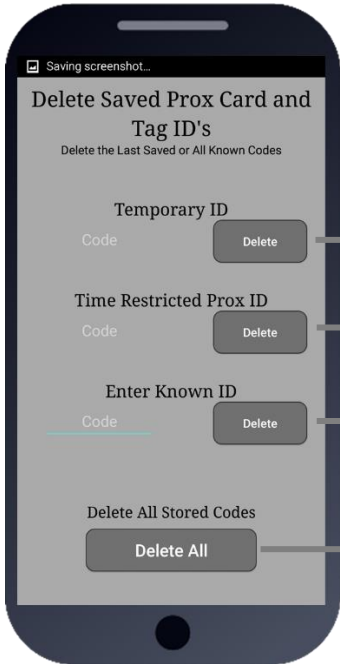 Saving screenshot...
Delete Saved Prox Card and
Tag ID's
Delete the Last Saved or All Known Codes
Temporary ID
Code
Delete
Time Restricted Prox ID
Code
Delete
Enter Known ID
Code
Delete
Delete All Stored Codes
Delete All